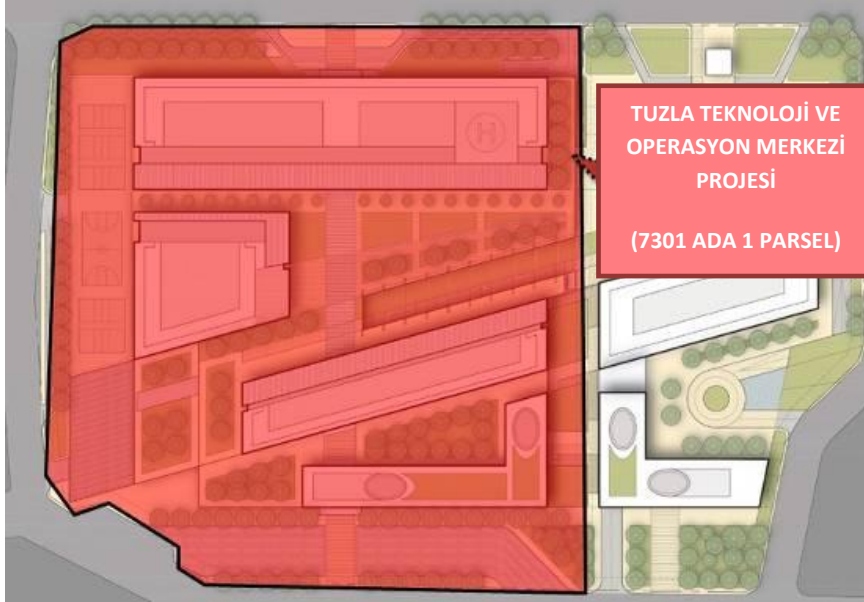 TUZLA TEKNOLOJİ VE
OPERASYON MERKEZİ
PROJESİ
(7301 ADA 1 PARSEL)
H